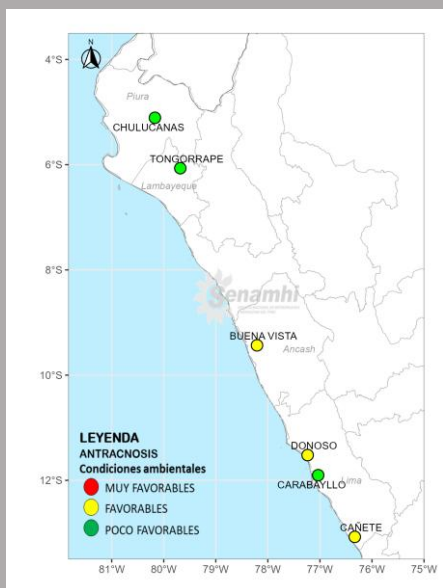 N
4°S
Piura
CHULUCANAS
TONGORRAPE
6°S
Lambayeque
8°S
Senamhi
BUENA VISTA
Ancash
10°S
LEYENDA
ANTRACNOSIS
Condiciones ambientales
MUY FAVORABLES
FAVORABLES
POCO FAVORABLES
DONOSO
12°S
CARABAYLLO
Lima
CAÑETE
81°W 80°W 79°W 78°W 77°W 76°W 75°W